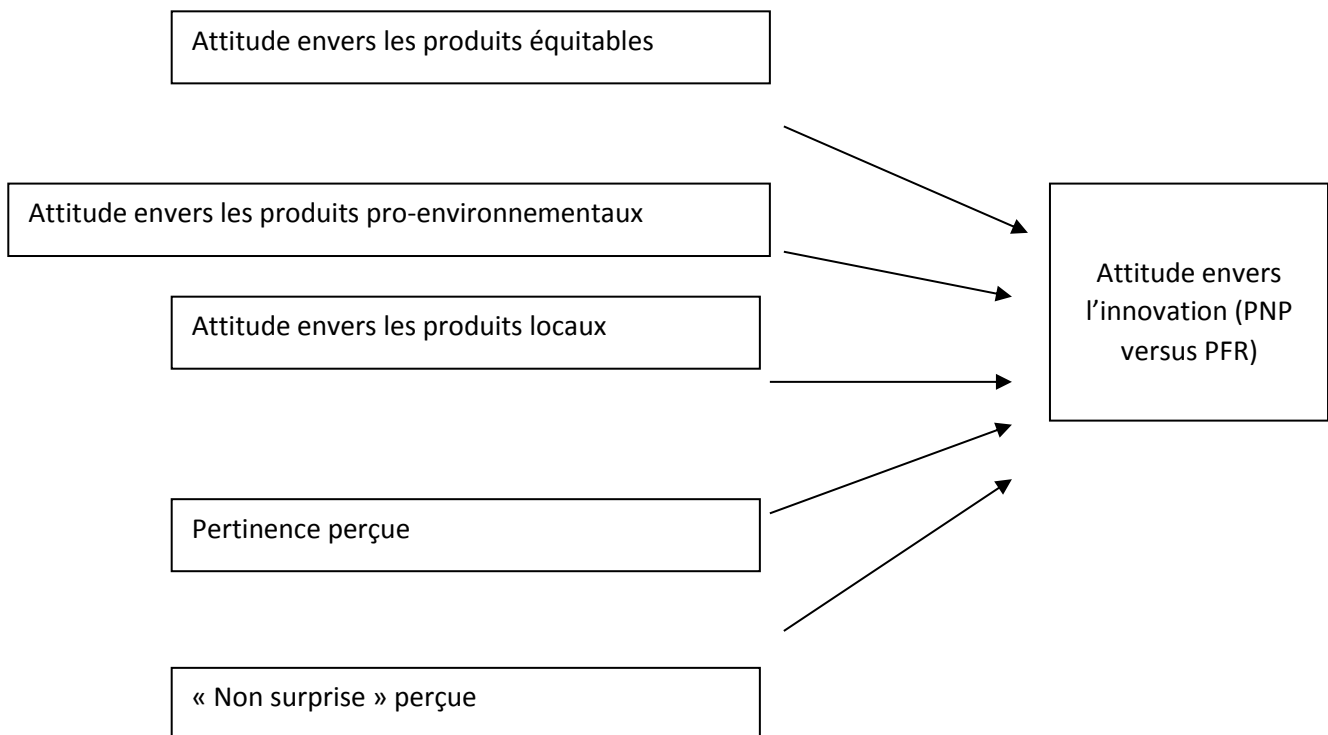 Attitude envers les produits équitables
Attitude envers les produits pro-environnementaux
Attitude envers les produits locaux
Pertinence perçue
« Non surprise » perçue
Attitude envers
l’innovation (PNP
versus PFR)